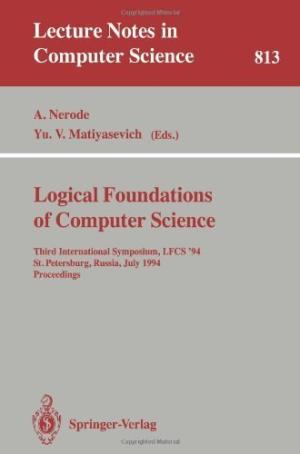 Lecture Notes in
Computer Science
813
A. Nerode
Yu. V. Matiyasevich (Eds.)
Logical Foundations
of Computer Science
Third International Symposium, LFCS '94
St. Petersburg, Russia, July 1994
Proceedings
Springer-Verlag